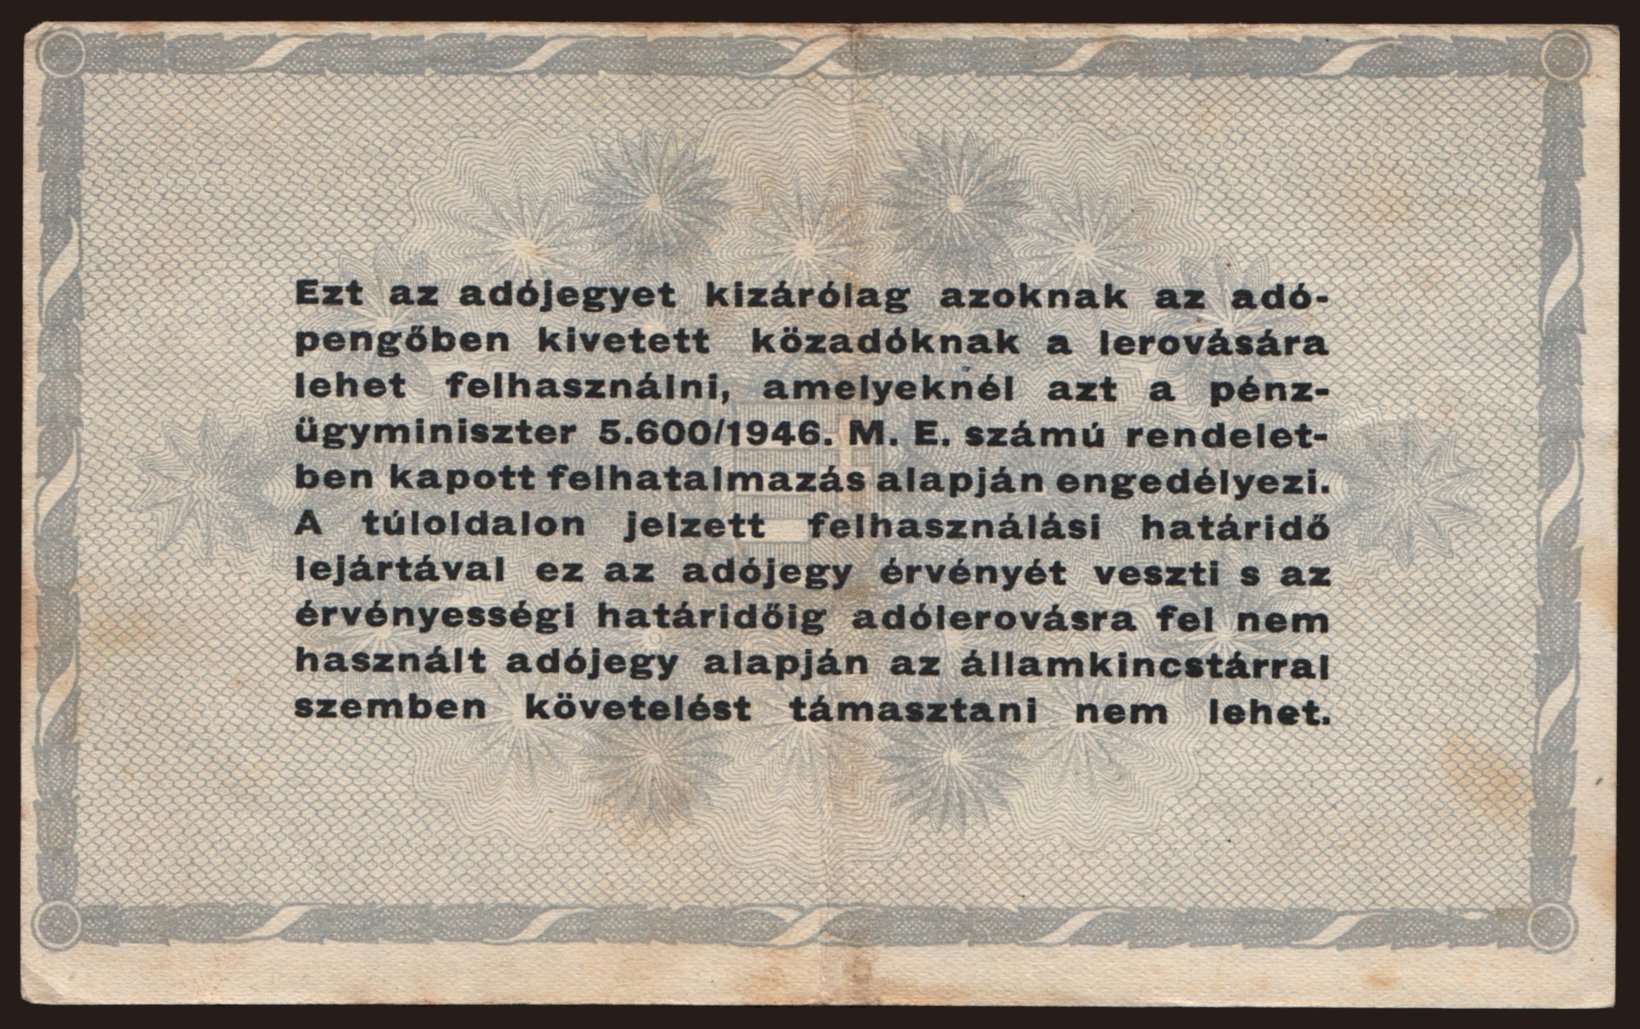 Ezt az adójegyet kizárólag azoknak az adó-
pengőben kivetett közadóknak a lerovására
lehet felhasználni, amelyeknél azt a pénz-
ügyminiszter 5.600/1946. M. E. számú rendelet-
ben kapott felhatalmazás alapján engedélyezi.
A túloldalon jelzett felhasználási határidő
lejártával ez az adójegy érvényét veszti s az
érvényességi határidőig adólerovásra fel nem
használt adójegy alapján az államkincstárral
szemben követelést támasztani nem lehet.